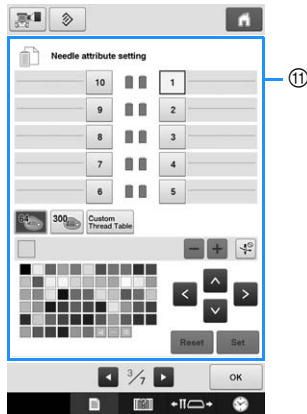 Needle attribute setting
10 1
9 2
8 3
7 4
6 5
64 300 Custom
Thread Table
Reset Set
3/7 OK
⑪